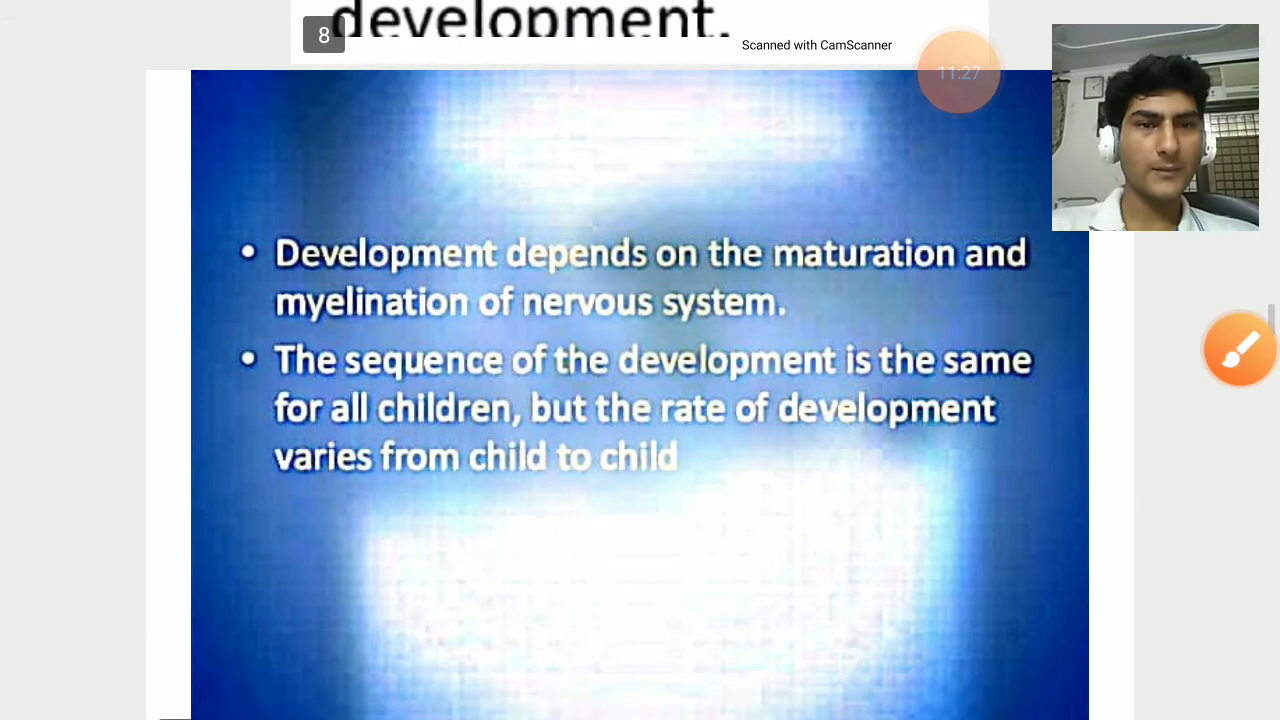 development.
8
Scanned with CamScanner
11:27
• Development depends on the maturation and
myelination of nervous system.
• The sequence of the development is the same
for all children, but the rate of development
varies from child to child